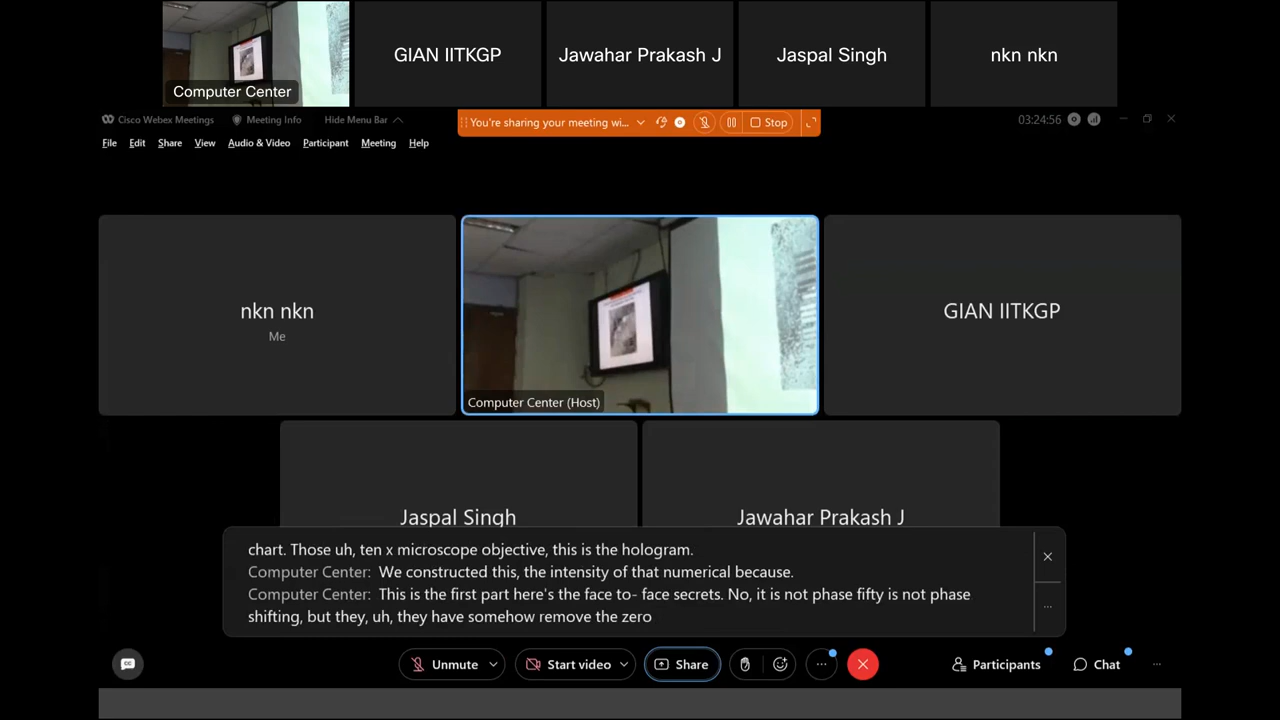 Computer Center
GIAN IITKGP
Jawahar Prakash J
Jaspal Singh
nkn nkn
Cisco Webex Meetings
Meeting Info
Hide Menu Bar
You're sharing your meeting wi...
Stop
03:24:56
File Edit Share View Audio & Video Participant Meeting Help
nkn nkn
Me
Computer Center (Host)
GIAN IITKGP
Jaspal Singh
Jawahar Prakash J
chart. Those uh, ten x microscope objective, this is the hologram.
Computer Center: We constructed this, the intensity of that numerical because.
Computer Center: This is the first part here's the face to- face secrets. No, it is not phase fifty is not phase
shifting, but they, uh, they have somehow remove the zero
Unmute
Start video
Share
Participants
Chat